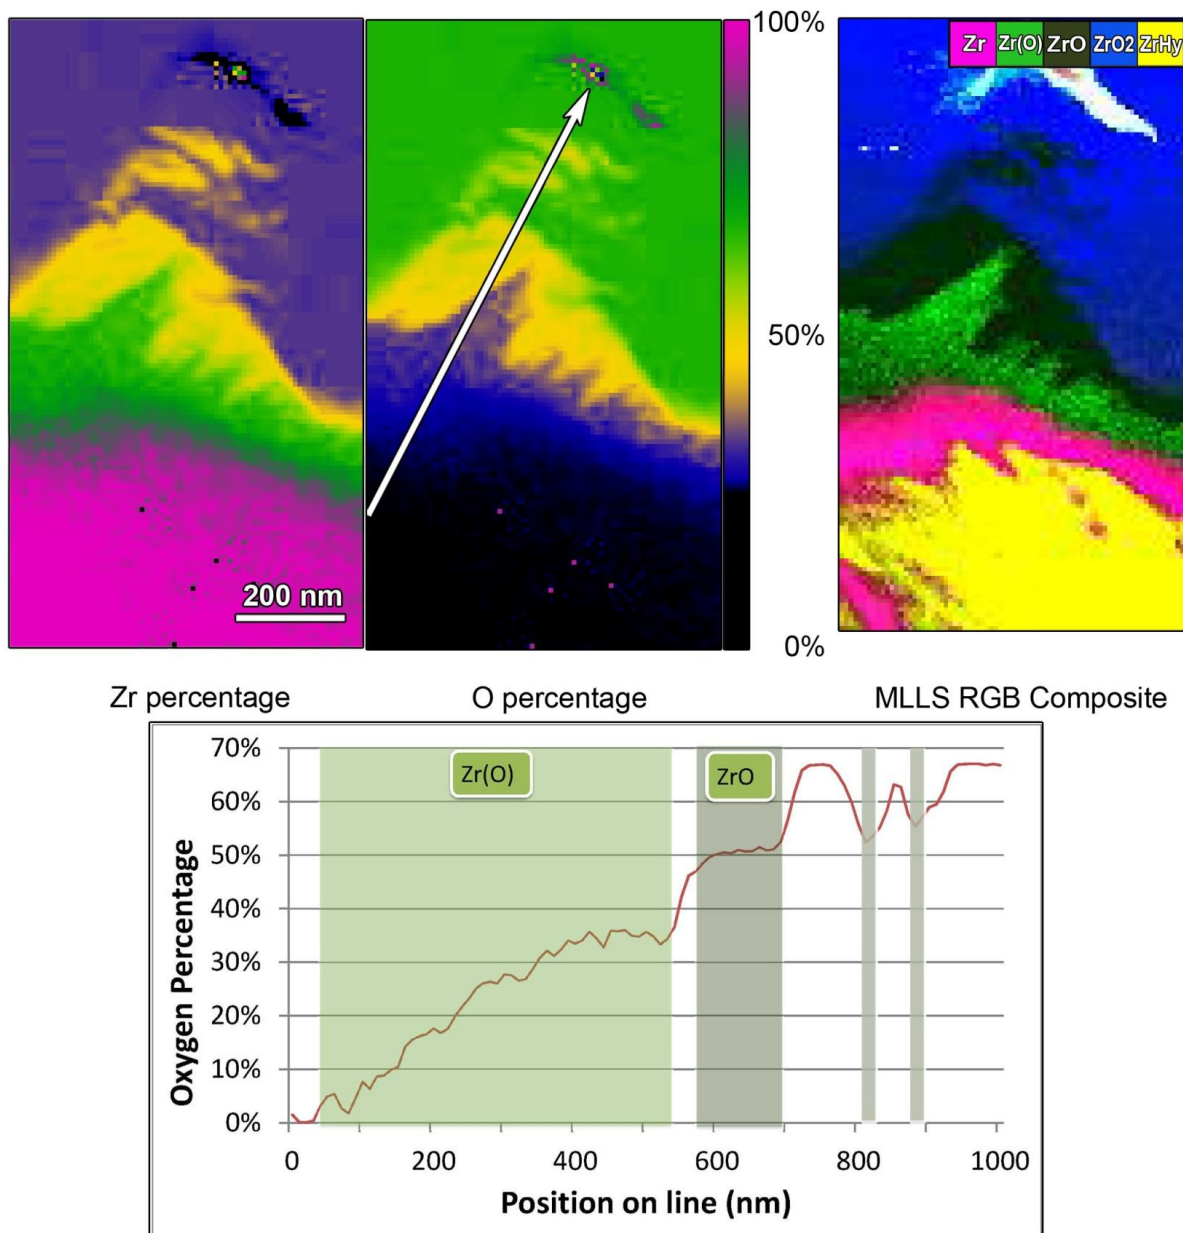 100%
Zr Zr(O) ZrO ZrO2 ZrHy
50%
200 nm
0%
Zr percentage O percentage MLLS RGB Composite
70%
Zr(O) ZrO
60%
50%
40%
30%
20%
10%
0%
Oxygen Percentage
0 200 400 600 800 1000
Position on line (nm)